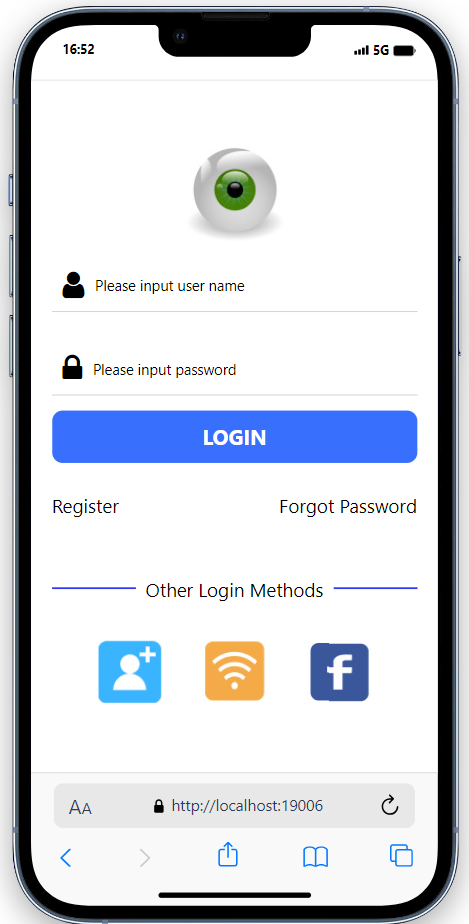 16:52
5G
Please input user name
Please input password
LOGIN
Register
Forgot Password
Other Login Methods
f
AA
http://localhost:19006